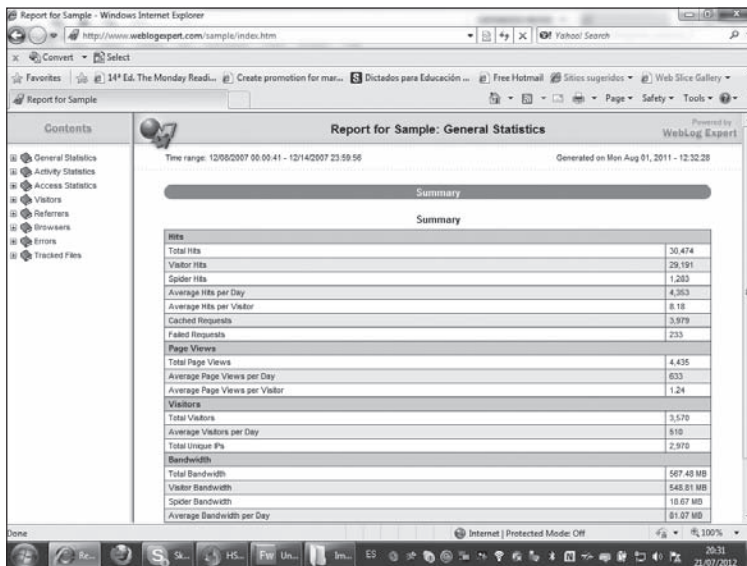 Report for Sample - Windows Internet Explorer
http://www.weblogexpert.com/sample/index.htm
Yahoo! Search
x Convert Select
Favorites 14ª Ed. The Monday Readi... Create promotion for mar... S Dictados para Educación ... Free Hotmail Sitios sugeridos Web Slice Gallery
Report for Sample Page Safety Tools
Contents
Report for Sample: General Statistics
Powered by
WebLog Expert
General Statistics
Activity Statistics
Access Statistics
Visitors
Referrers
Browsers
Errors
Tracked Files
Time range: 12/08/2007 00:00:41 - 12/14/2007 23:59:56 Generated on Mon Aug 01, 2011 - 12:32:28
Summary
Summary
Hits
Total Hits 30,474
Visitor Hits 29,191
Spider Hits 1,283
Average Hits per Day 4,353
Average Hits per Visitor 8.18
Cached Requests 3,979
Failed Requests 233
Page Views
Total Page Views 4,435
Average Page Views per Day 633
Average Page Views per Visitor 1.24
Visitors
Total Visitors 3,570
Average Visitors per Day 510
Total Unique IPs 2,970
Bandwidth
Total Bandwidth 567.48 MB
Visitor Bandwidth 548.81 MB
Spider Bandwidth 18.67 MB
Average Bandwidth per Day 81.07 MB
Done Internet | Protected Mode: Off 100%
Re... S Sk... HS... Fw Un... Im... ES 20:31
21/07/2012